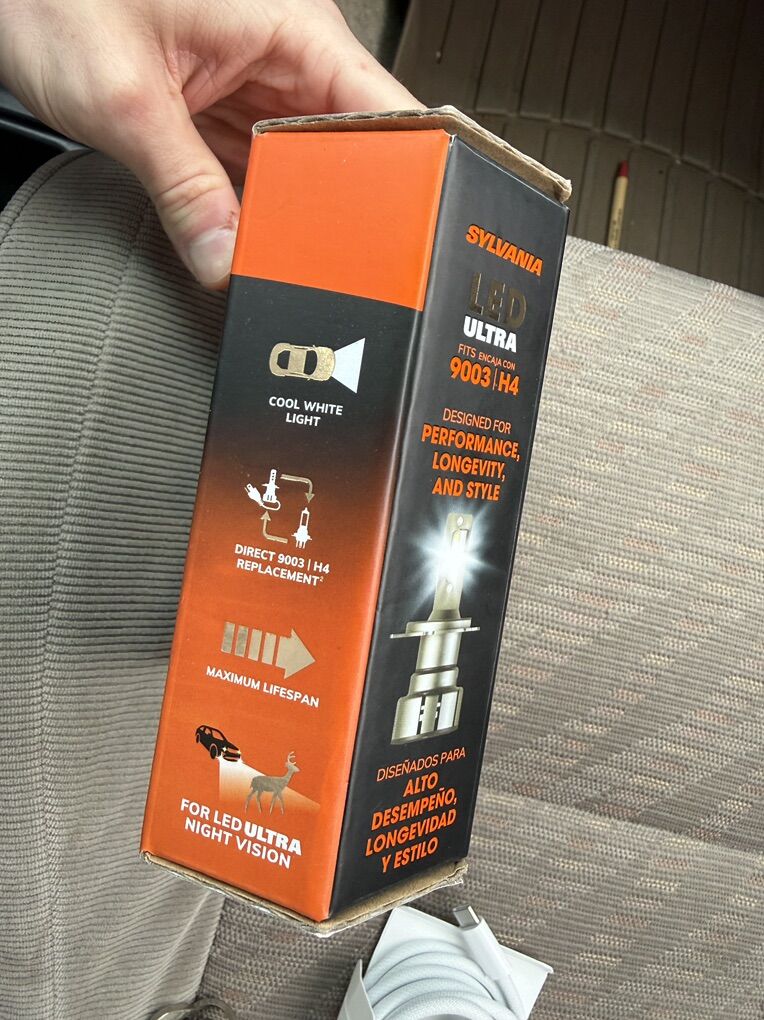 COOL WHITE
LIGHT
DIRECT 9003 | H4
REPLACEMENT²
MAXIMUM LIFESPAN
FOR LED ULTRA
NIGHT VISION
SYLVANIA
LED
ULTRA
FITS ENCAJA CON
9003 | H4
DESIGNED FOR
PERFORMANCE,
LONGEVITY,
AND STYLE
DISEÑADOS PARA
ALTO
DESEMPEÑO,
LONGEVIDAD
Y ESTILO